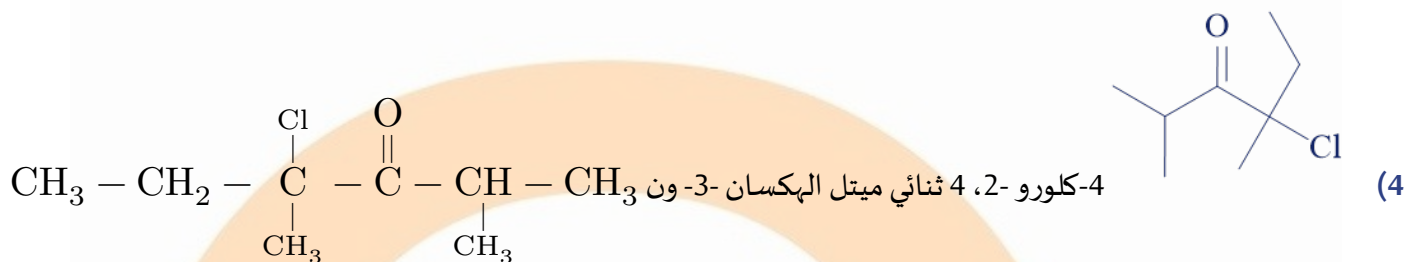 O
Cl
(4
4-كلورو -2، 4 ثنائي ميتل الهكسان -3- ون
Cl O
CH₃ – CH₂ – C – C – CH – CH₃
CH₃ CH₃